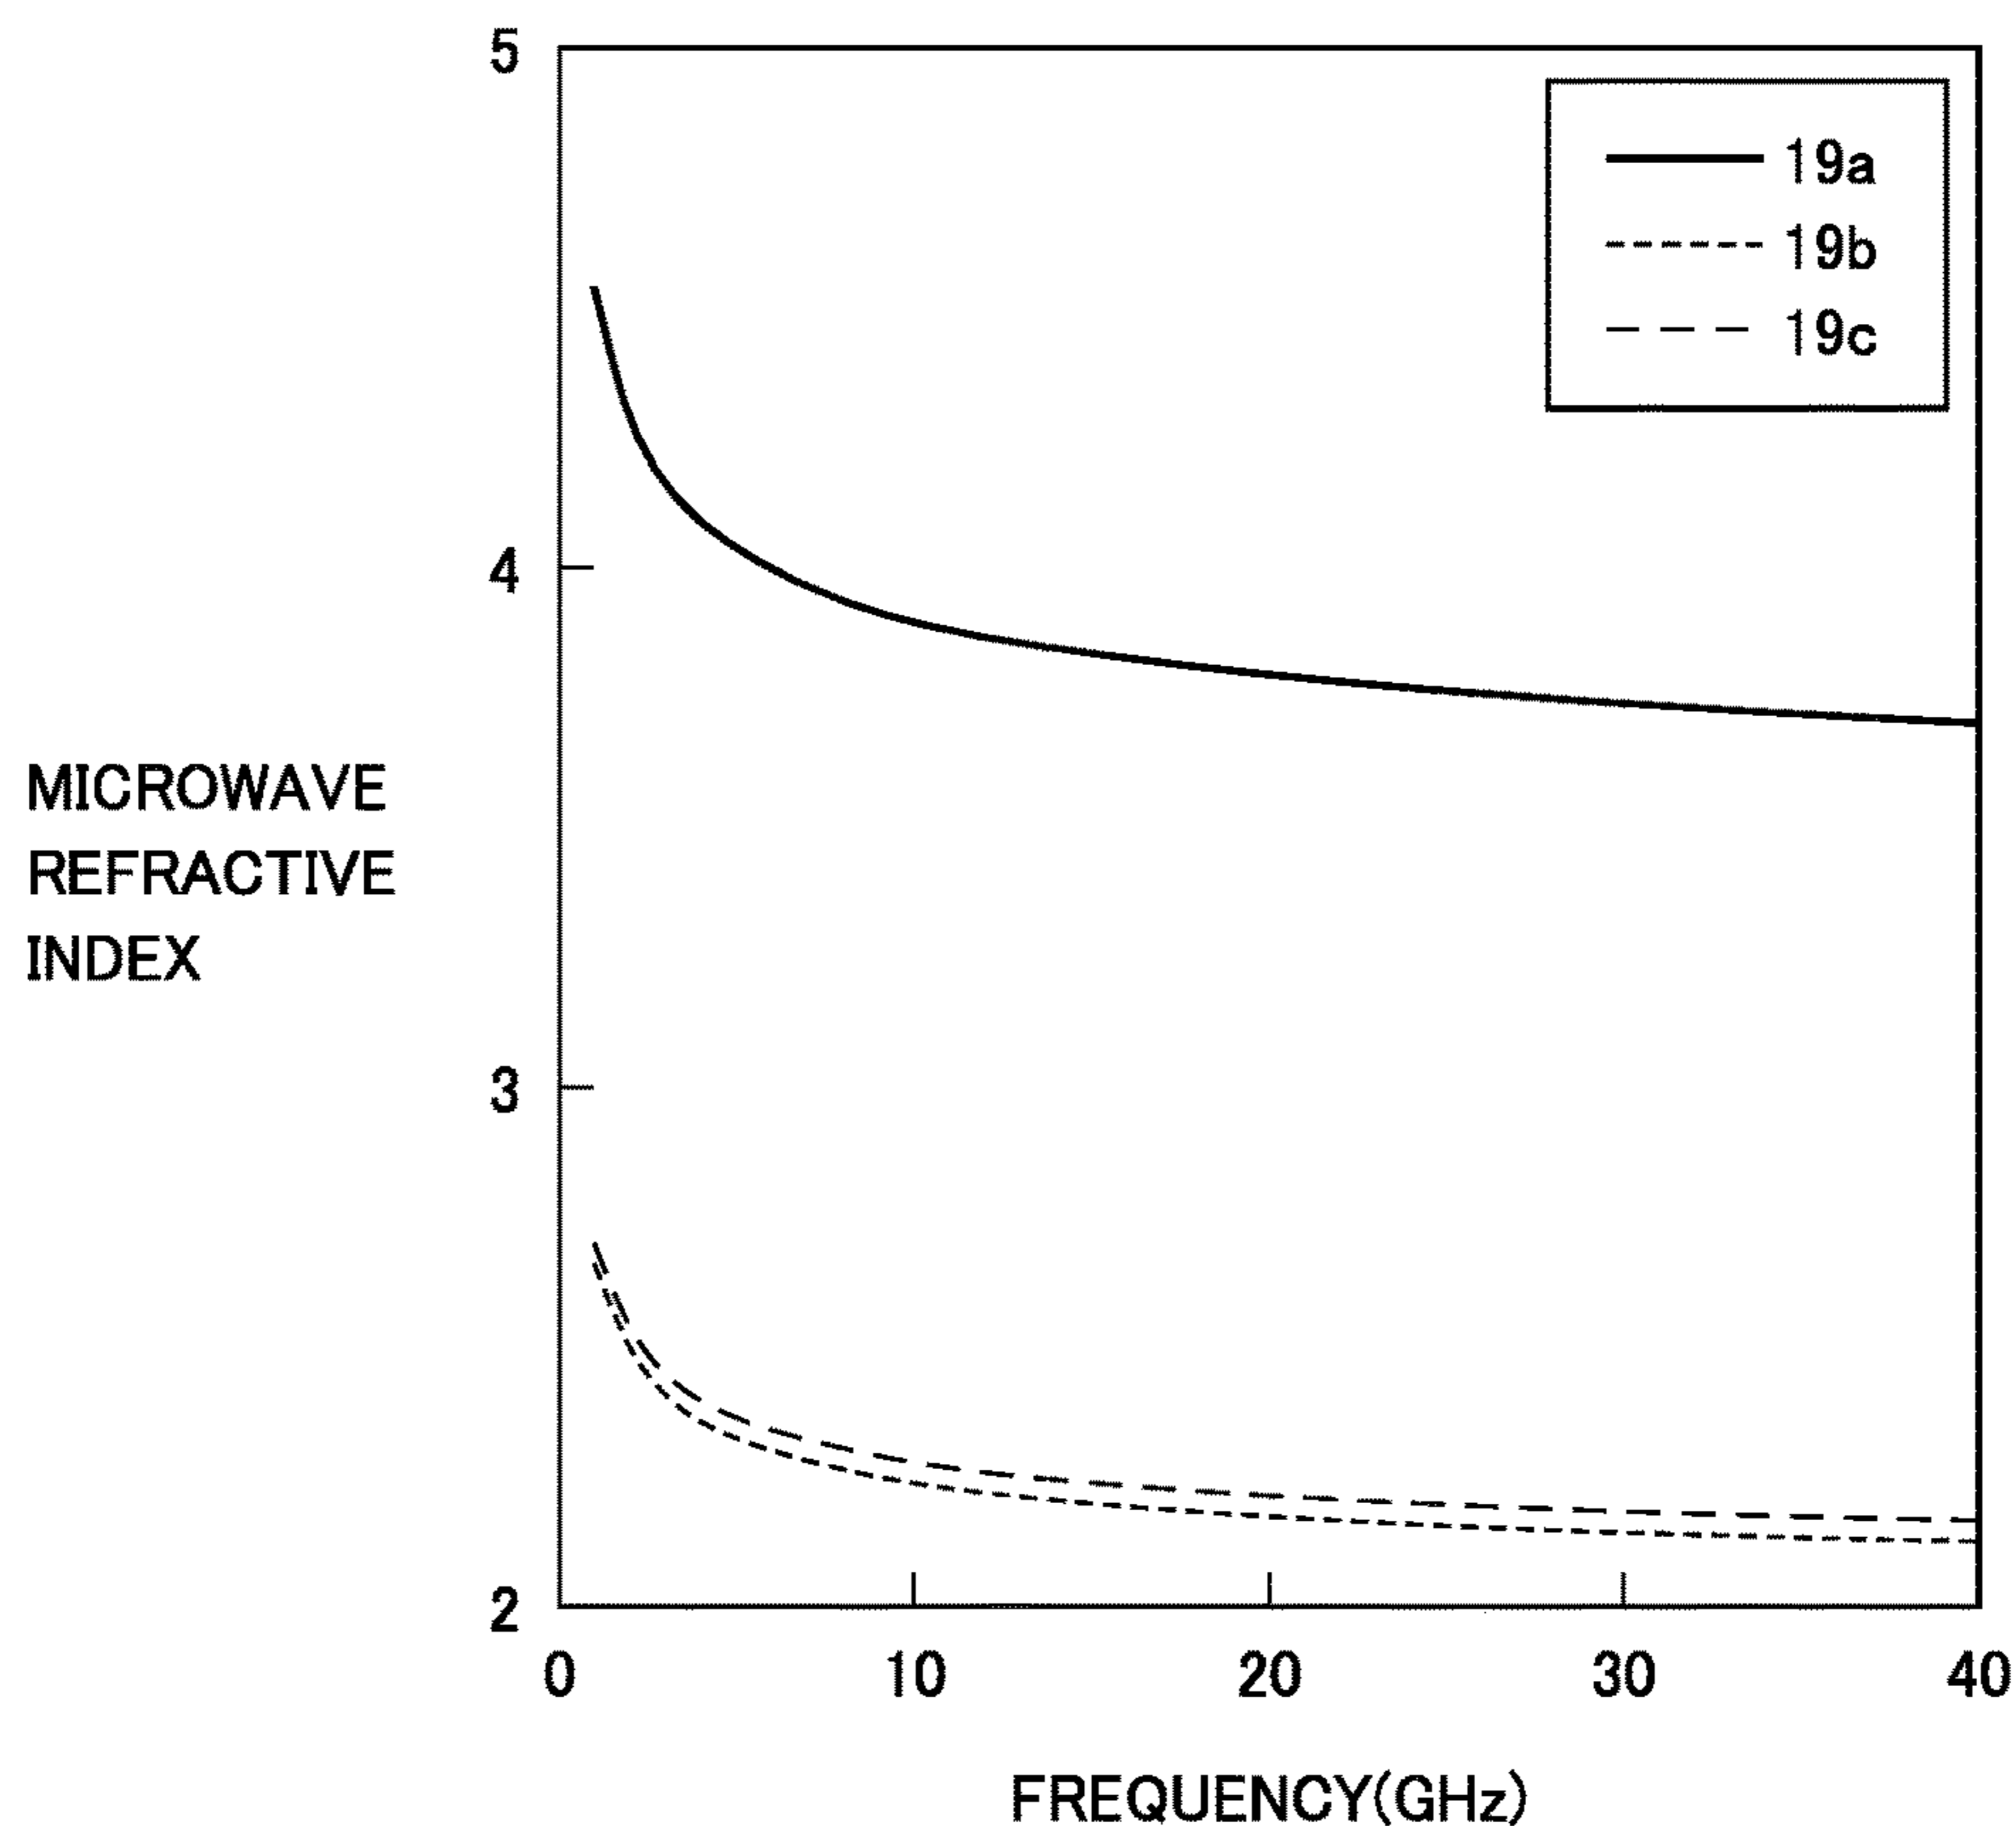 5
19a
19b
19c
4
MICROWAVE
REFRACTIVE
INDEX
3
2
0 10 20 30 40
FREQUENCY(GHz)